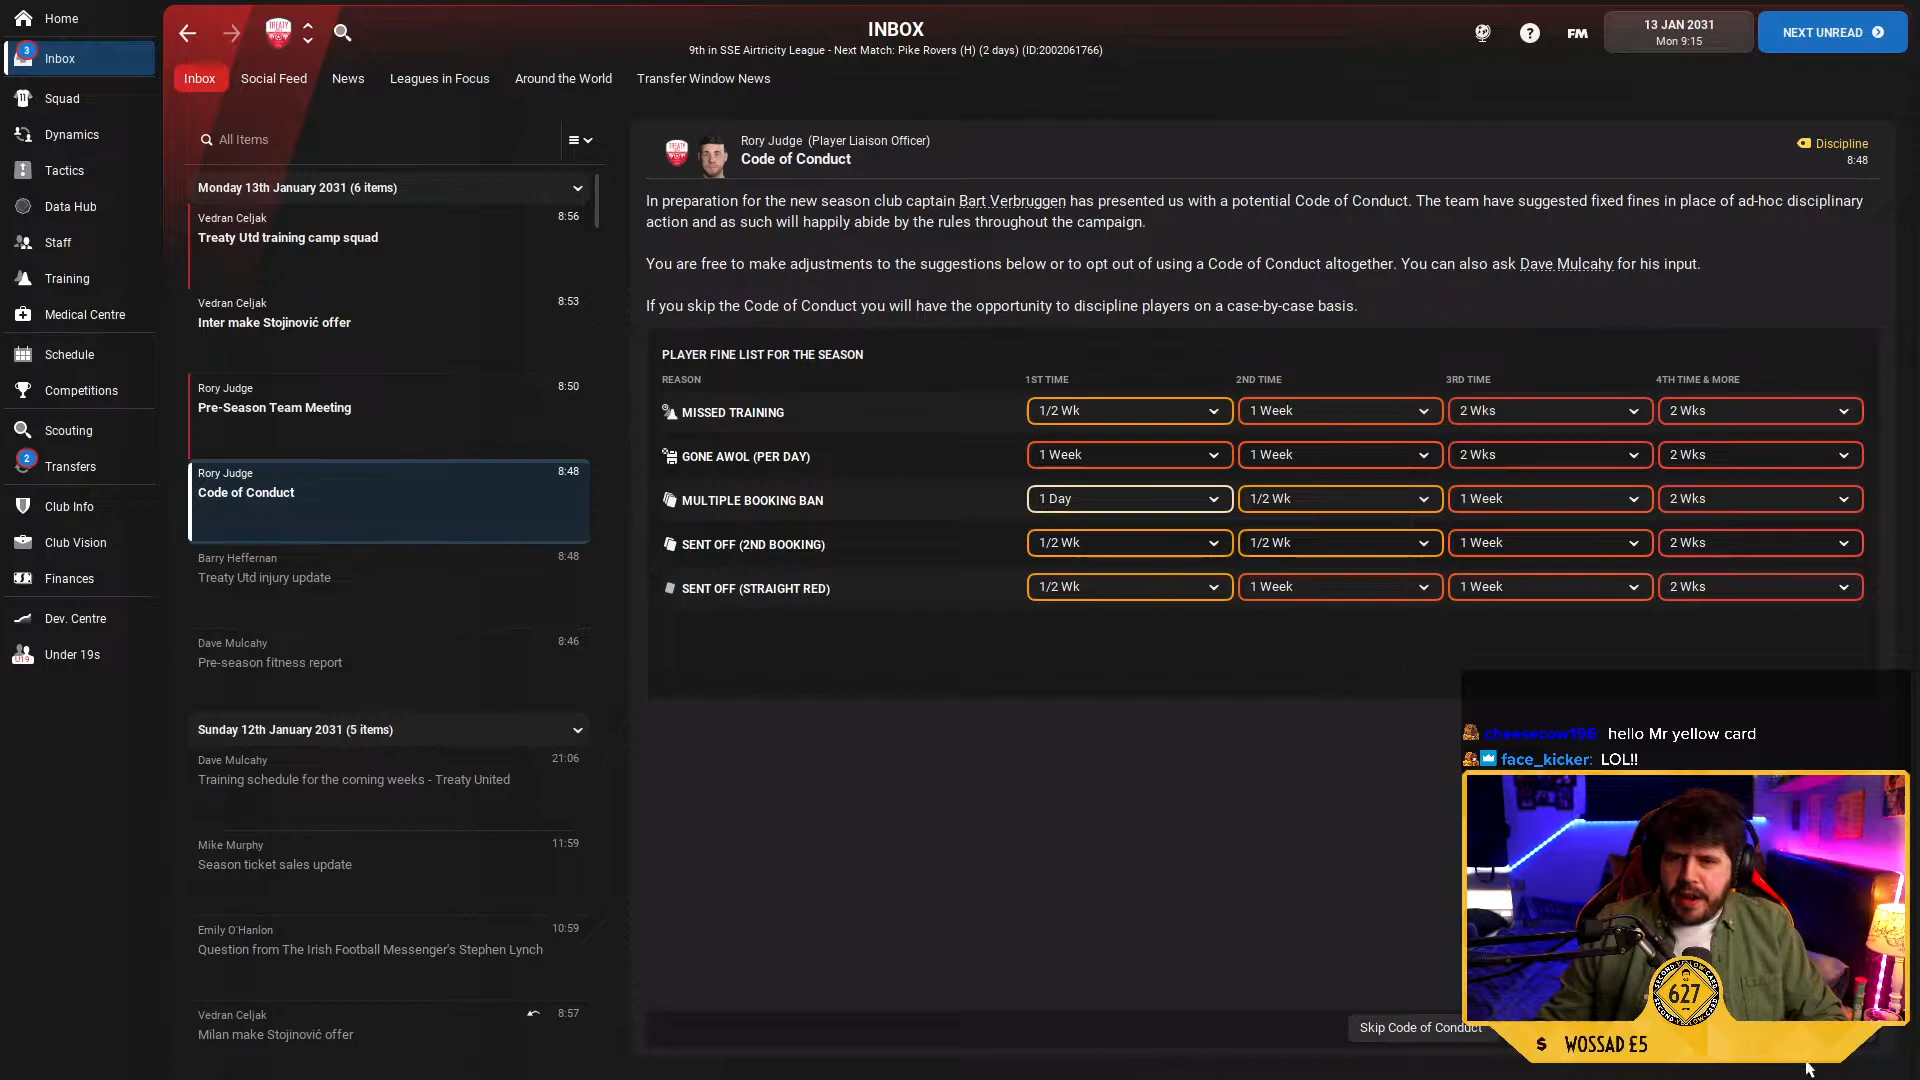 Home
3
Inbox
Squad
Dynamics
Tactics
Data Hub
Staff
Training
Medical Centre
Schedule
Competitions
Scouting
2
Transfers
Club Info
Club Vision
Finances
Dev. Centre
U19
Under 19s
TREATY
INBOX
9th in SSE Airtricity League - Next Match: Pike Rovers (H) (2 days) (ID:2002061766)
?
FM
13 JAN 2031
Mon 9:15
NEXT UNREAD
Inbox
Social Feed
News
Leagues in Focus
Around the World
Transfer Window News
All Items
Monday 13th January 2031 (6 items)
Vedran Celjak 8:56
Treaty Utd training camp squad
Vedran Celjak 8:53
Inter make Stojinović offer
Rory Judge 8:50
Pre-Season Team Meeting
Rory Judge 8:48
Code of Conduct
Barry Heffernan 8:48
Treaty Utd injury update
Dave Mulcahy 8:46
Pre-season fitness report
Sunday 12th January 2031 (5 items)
Dave Mulcahy 21:06
Training schedule for the coming weeks - Treaty United
Mike Murphy 11:59
Season ticket sales update
Emily O'Hanlon 10:59
Question from The Irish Football Messenger's Stephen Lynch
Vedran Celjak 8:57
Milan make Stojinović offer
TREATY
Rory Judge (Player Liaison Officer)
Code of Conduct
Discipline
8:48
In preparation for the new season club captain Bart Verbruggen has presented us with a potential Code of Conduct. The team have suggested fixed fines in place of ad-hoc disciplinary
action and as such will happily abide by the rules throughout the campaign.
You are free to make adjustments to the suggestions below or to opt out of using a Code of Conduct altogether. You can also ask Dave Mulcahy for his input.
If you skip the Code of Conduct you will have the opportunity to discipline players on a case-by-case basis.
PLAYER FINE LIST FOR THE SEASON
REASON 1ST TIME 2ND TIME 3RD TIME 4TH TIME & MORE
MISSED TRAINING 1/2 Wk 1 Week 2 Wks 2 Wks
GONE AWOL (PER DAY) 1 Week 1 Week 2 Wks 2 Wks
MULTIPLE BOOKING BAN 1 Day 1/2 Wk 1 Week 2 Wks
SENT OFF (2ND BOOKING) 1/2 Wk 1/2 Wk 1 Week 2 Wks
SENT OFF (STRAIGHT RED) 1/2 Wk 1 Week 1 Week 2 Wks
cheesecow196 hello Mr yellow card
face_kicker: LOL!!
SECOND YELLOW CARD
627
Skip Code of Conduct
$ WOSSAD £5